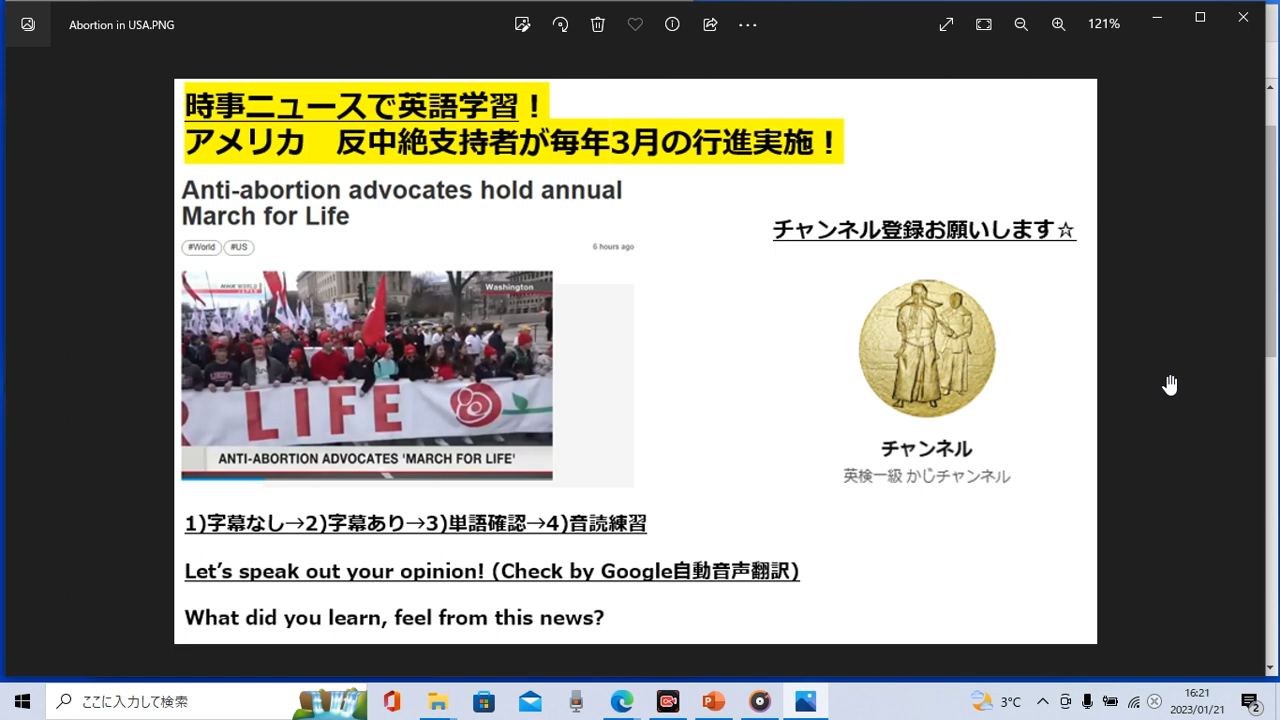 Abortion in USA.PNG
121%
時事ニュースで英語学習！
アメリカ　反中絶支持者が毎年3月の行進実施！
Anti-abortion advocates hold annual
March for Life
#World #US
6 hours ago
チャンネル登録お願いします☆
NHK WORLD
JAPAN
Washington
LIFE
ANTI-ABORTION ADVOCATES 'MARCH FOR LIFE'
チャンネル
英検一級 かじチャンネル
1)字幕なし→2)字幕あり→3)単語確認→4)音読練習
Let’s speak out your opinion! (Check by Google自動音声翻訳)
What did you learn, feel from this news?
ここに入力して検索
3°C
16:21
2023/01/21
2